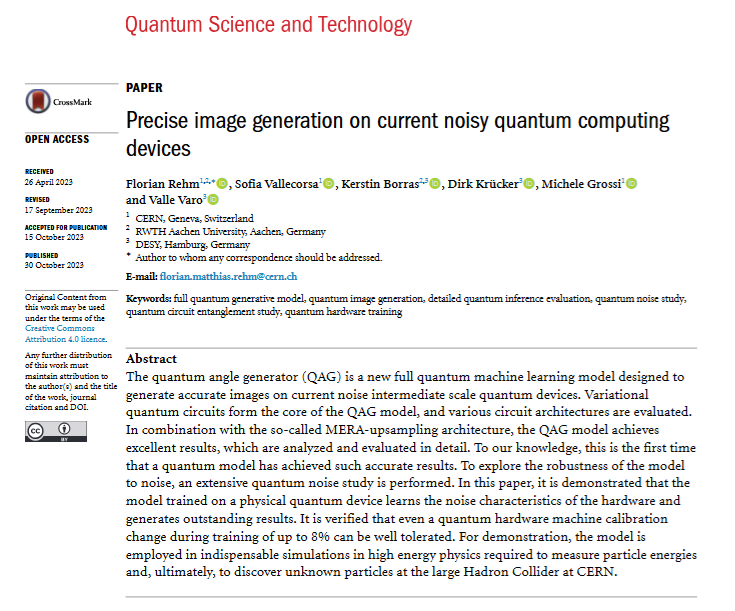 Quantum Science and Technology
CrossMark
OPEN ACCESS
RECEIVED
26 April 2023
REVISED
17 September 2023
ACCEPTED FOR PUBLICATION
15 October 2023
PUBLISHED
30 October 2023
Original Content from
this work may be used
under the terms of the
Creative Commons
Attribution 4.0 licence.
Any further distribution
of this work must
maintain attribution to
the author(s) and the title
of the work, journal
citation and DOI.
cc
BY
PAPER
Precise image generation on current noisy quantum computing
devices
Florian Rehm1,2,* iD, Sofia Vallecorsa1 iD, Kerstin Borras2,3 iD, Dirk Krücker3 iD, Michele Grossi1 iD
and Valle Varo3 iD
1 CERN, Geneva, Switzerland
2 RWTH Aachen University, Aachen, Germany
3 DESY, Hamburg, Germany
* Author to whom any correspondence should be addressed.
E-mail: florian.matthias.rehm@cern.ch
Keywords: full quantum generative model, quantum image generation, detailed quantum inference evaluation, quantum noise study,
quantum circuit entanglement study, quantum hardware training
Abstract
The quantum angle generator (QAG) is a new full quantum machine learning model designed to
generate accurate images on current noise intermediate scale quantum devices. Variational
quantum circuits form the core of the QAG model, and various circuit architectures are evaluated.
In combination with the so-called MERA-upsampling architecture, the QAG model achieves
excellent results, which are analyzed and evaluated in detail. To our knowledge, this is the first time
that a quantum model has achieved such accurate results. To explore the robustness of the model
to noise, an extensive quantum noise study is performed. In this paper, it is demonstrated that the
model trained on a physical quantum device learns the noise characteristics of the hardware and
generates outstanding results. It is verified that even a quantum hardware machine calibration
change during training of up to 8% can be well tolerated. For demonstration, the model is
employed in indispensable simulations in high energy physics required to measure particle energies
and, ultimately, to discover unknown particles at the large Hadron Collider at CERN.